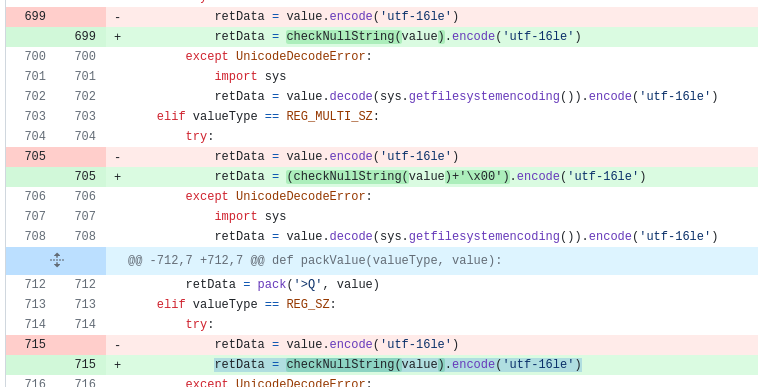 699 - retData = value.encode('utf-16le')
699 + retData = checkNullString(value).encode('utf-16le')
700 700 except UnicodeDecodeError:
701 701 import sys
702 702 retData = value.decode(sys.getfilesystemencoding()).encode('utf-16le')
703 703 elif valueType == REG_MULTI_SZ:
704 704 try:
705 - retData = value.encode('utf-16le')
705 + retData = (checkNullString(value)+'\x00').encode('utf-16le')
706 706 except UnicodeDecodeError:
707 707 import sys
708 708 retData = value.decode(sys.getfilesystemencoding()).encode('utf-16le')
@@ -712,7 +712,7 @@ def packValue(valueType, value):
712 712 retData = pack('>Q', value)
713 713 elif valueType == REG_SZ:
714 714 try:
715 - retData = value.encode('utf-16le')
715 + retData = checkNullString(value).encode('utf-16le')
716 716 except UnicodeDecodeError: